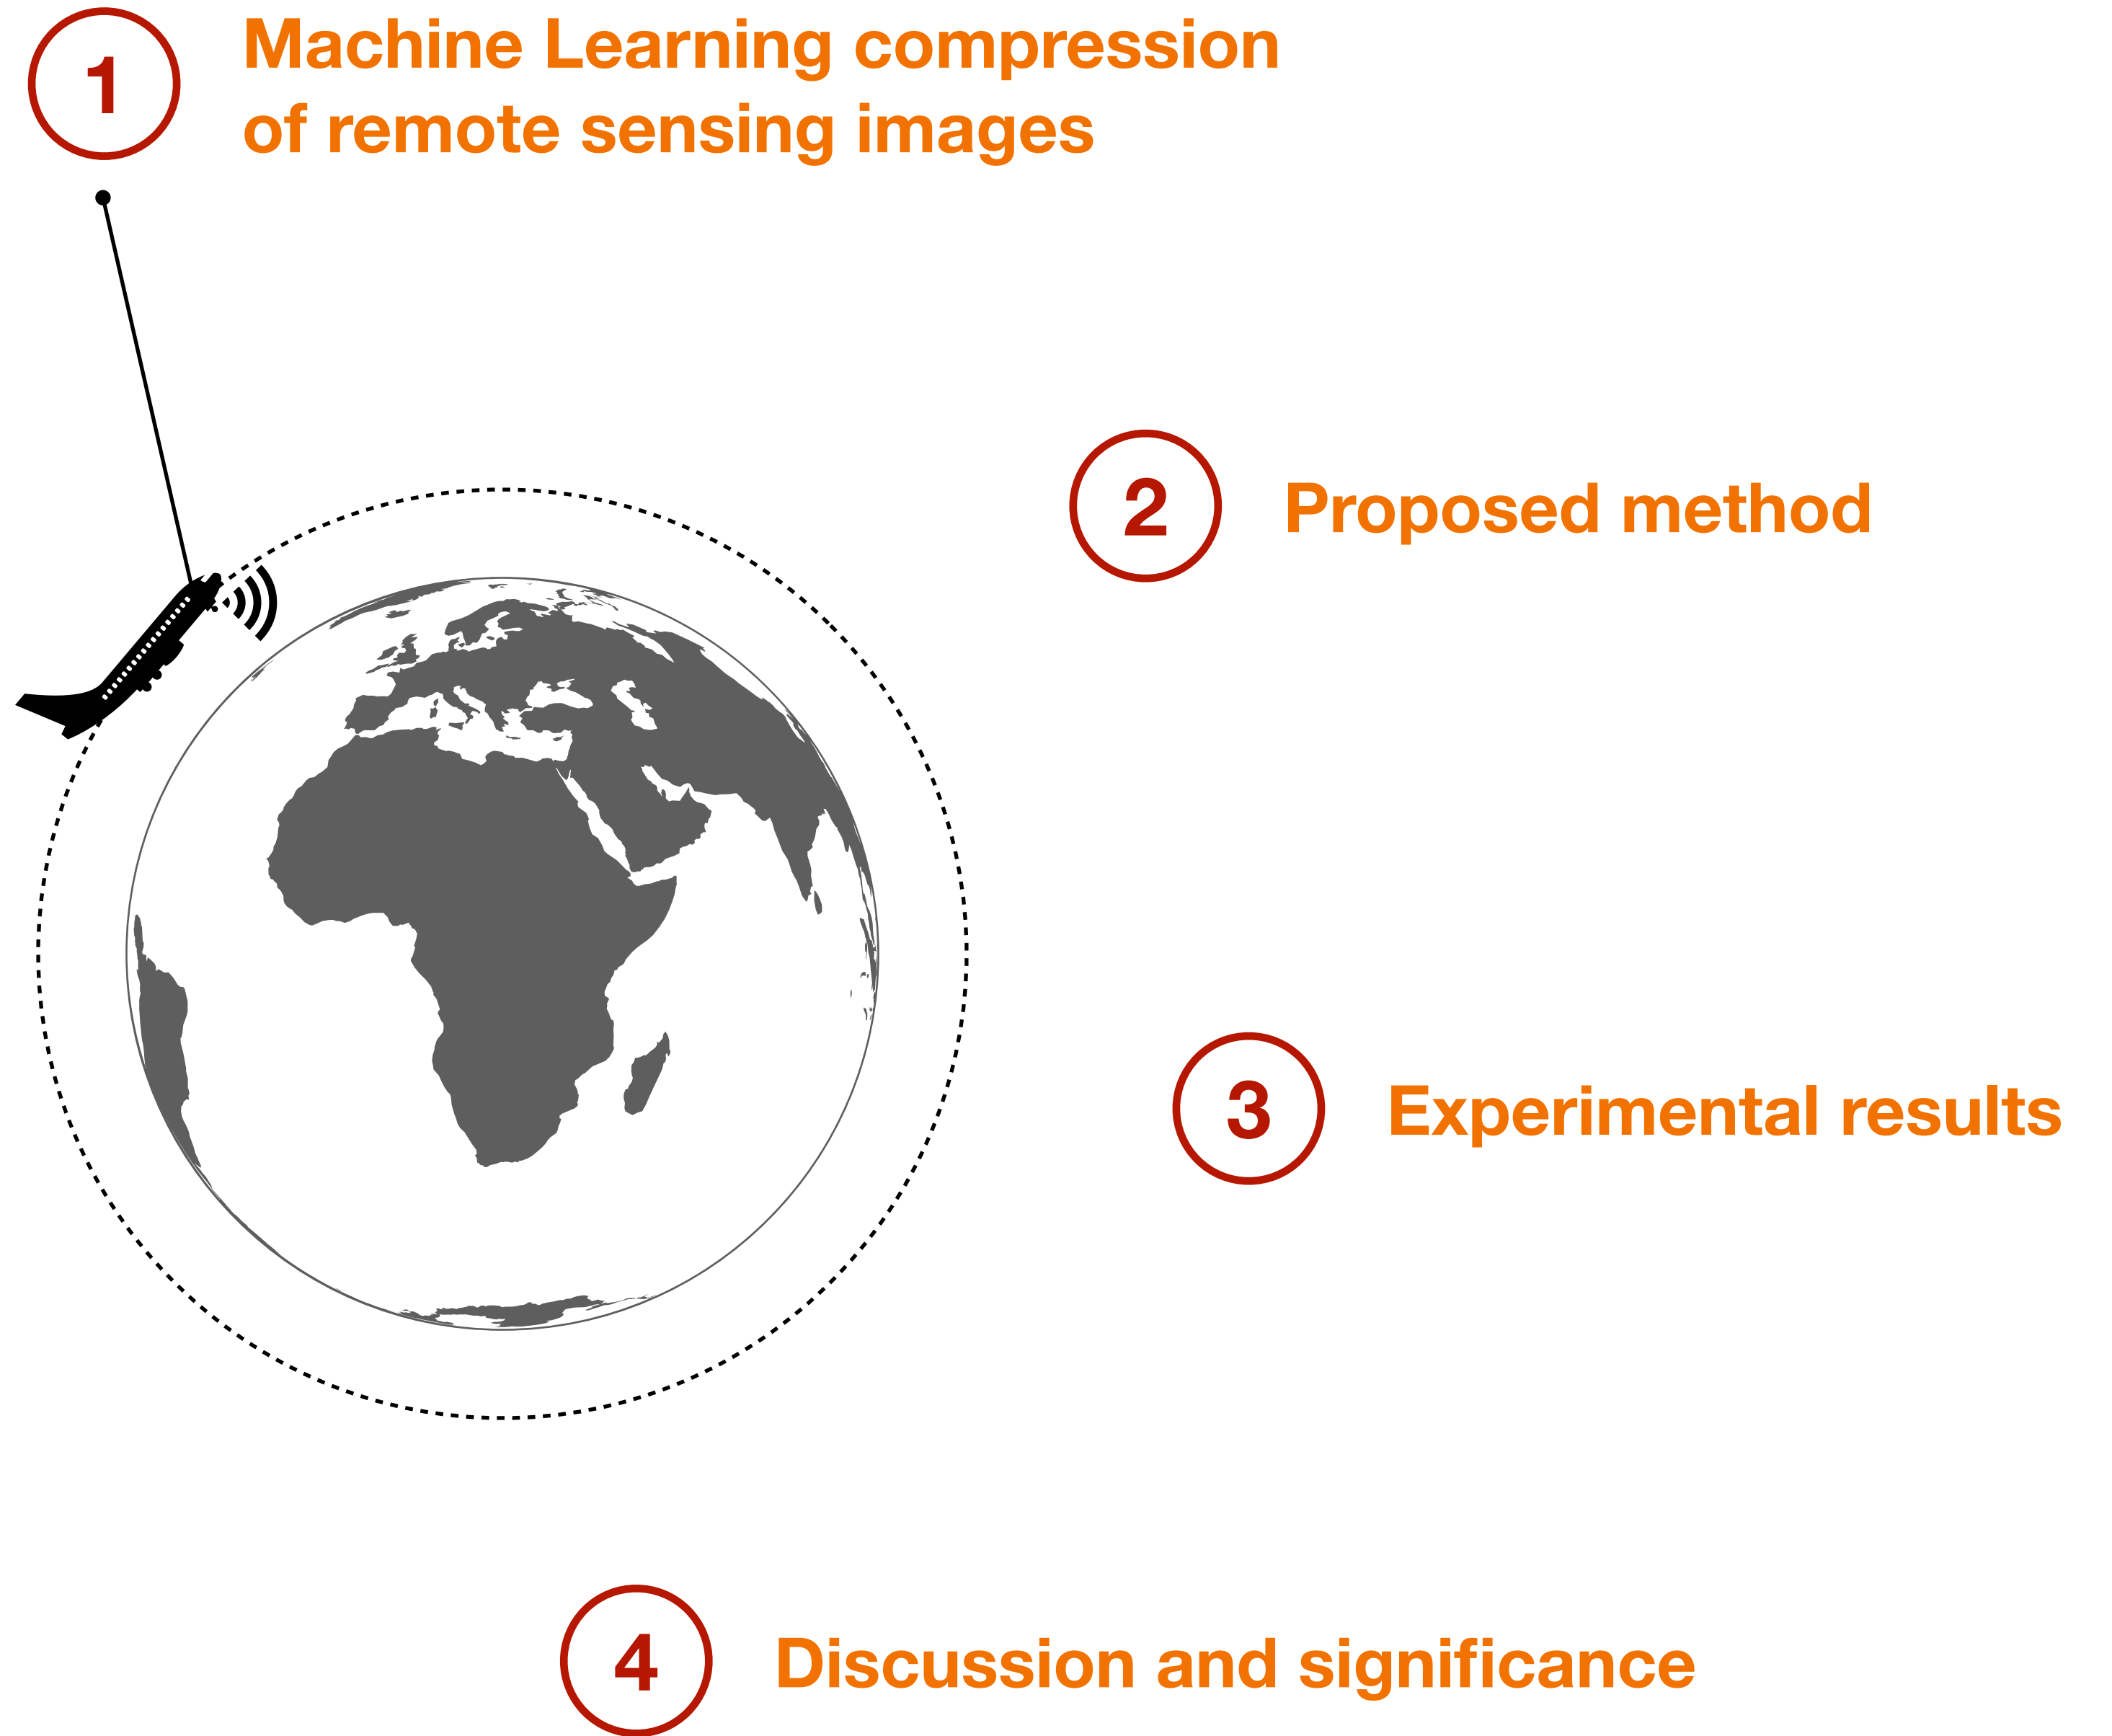 1
Machine Learning compression
of remote sensing images
2
Proposed method
3
Experimental results
4
Discussion and significance